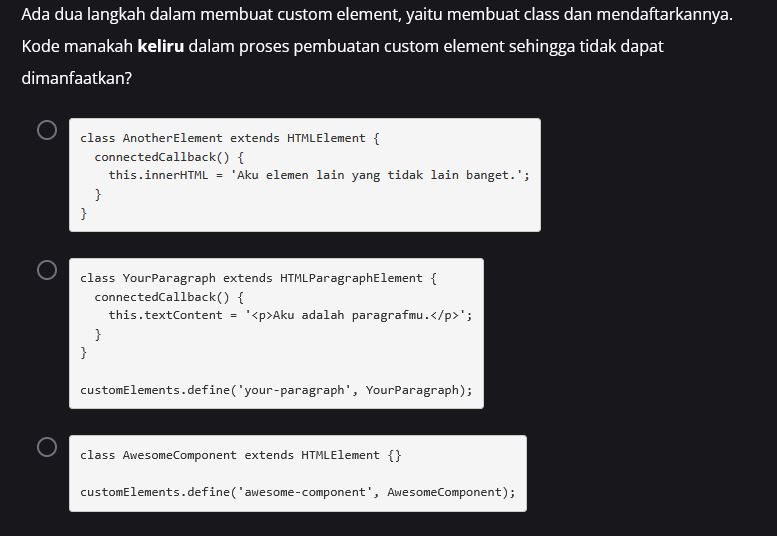 Ada dua langkah dalam membuat custom element, yaitu membuat class dan mendaftarkannya.
Kode manakah keliru dalam proses pembuatan custom element sehingga tidak dapat
dimanfaatkan?
class AnotherElement extends HTMLElement {
  connectedCallback() {
    this.innerHTML = 'Aku elemen lain yang tidak lain banget.';
  }
}
class YourParagraph extends HTMLParagraphElement {
  connectedCallback() {
    this.textContent = '<p>Aku adalah paragrafmu.</p>';
  }
}
customElements.define('your-paragraph', YourParagraph);
class AwesomeComponent extends HTMLElement {}
customElements.define('awesome-component', AwesomeComponent);